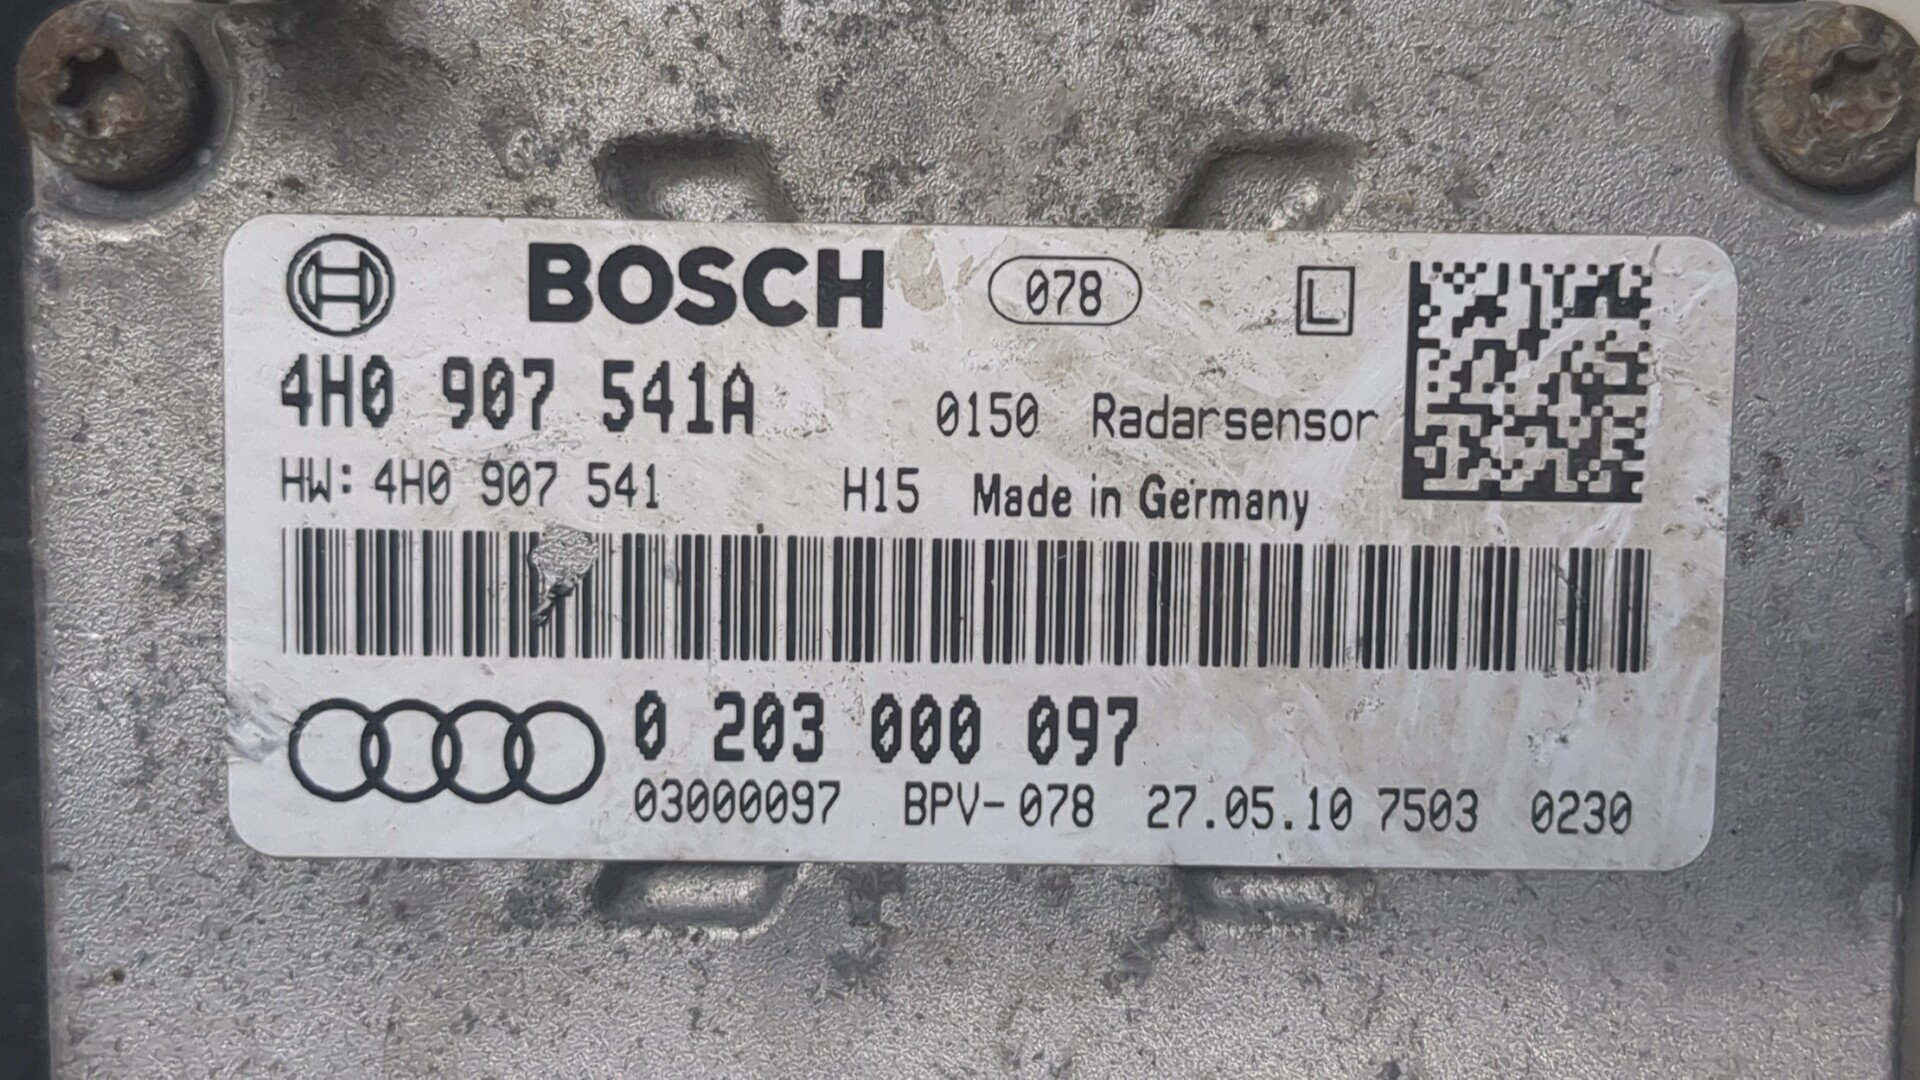 BOSCH 078 L
4H0 907 541A 0150 Radarsensor
HW: 4H0 907 541 H15 Made in Germany
0 203 000 097
03000097 BPV-078 27.05.10 7503 0230